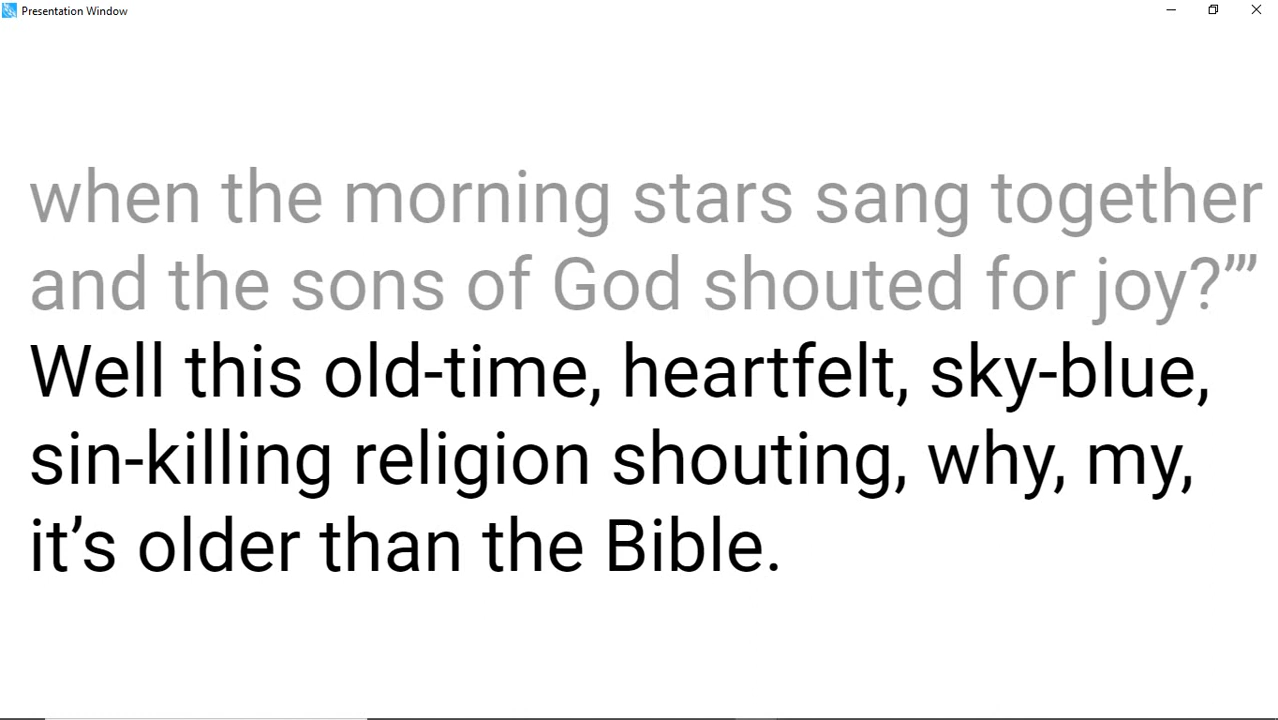 Presentation Window
when the morning stars sang together
and the sons of God shouted for joy?’”
Well this old-time, heartfelt, sky-blue,
sin-killing religion shouting, why, my,
it’s older than the Bible.